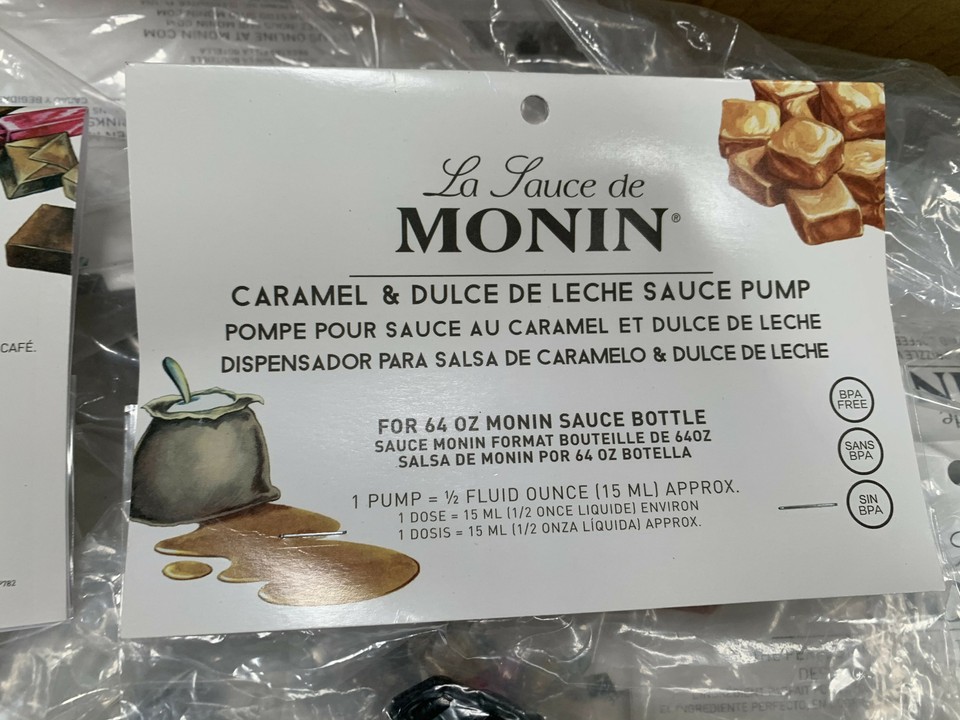 La Sauce de
MONIN®
CARAMEL & DULCE DE LECHE SAUCE PUMP
POMPE POUR SAUCE AU CARAMEL ET DULCE DE LECHE
DISPENSADOR PARA SALSA DE CARAMELO & DULCE DE LECHE
FOR 64 OZ MONIN SAUCE BOTTLE
SAUCE MONIN FORMAT BOUTEILLE DE 64OZ
SALSA DE MONIN POR 64 OZ BOTELLA
1 PUMP = ½ FLUID OUNCE (15 ML) APPROX.
1 DOSE = 15 ML (1/2 ONCE LIQUIDE) ENVIRON
1 DOSIS = 15 ML (1/2 ONZA LÍQUIDA) APPROX.
BPA
FREE
SANS
BPA
SIN
BPA
CAFÉ.